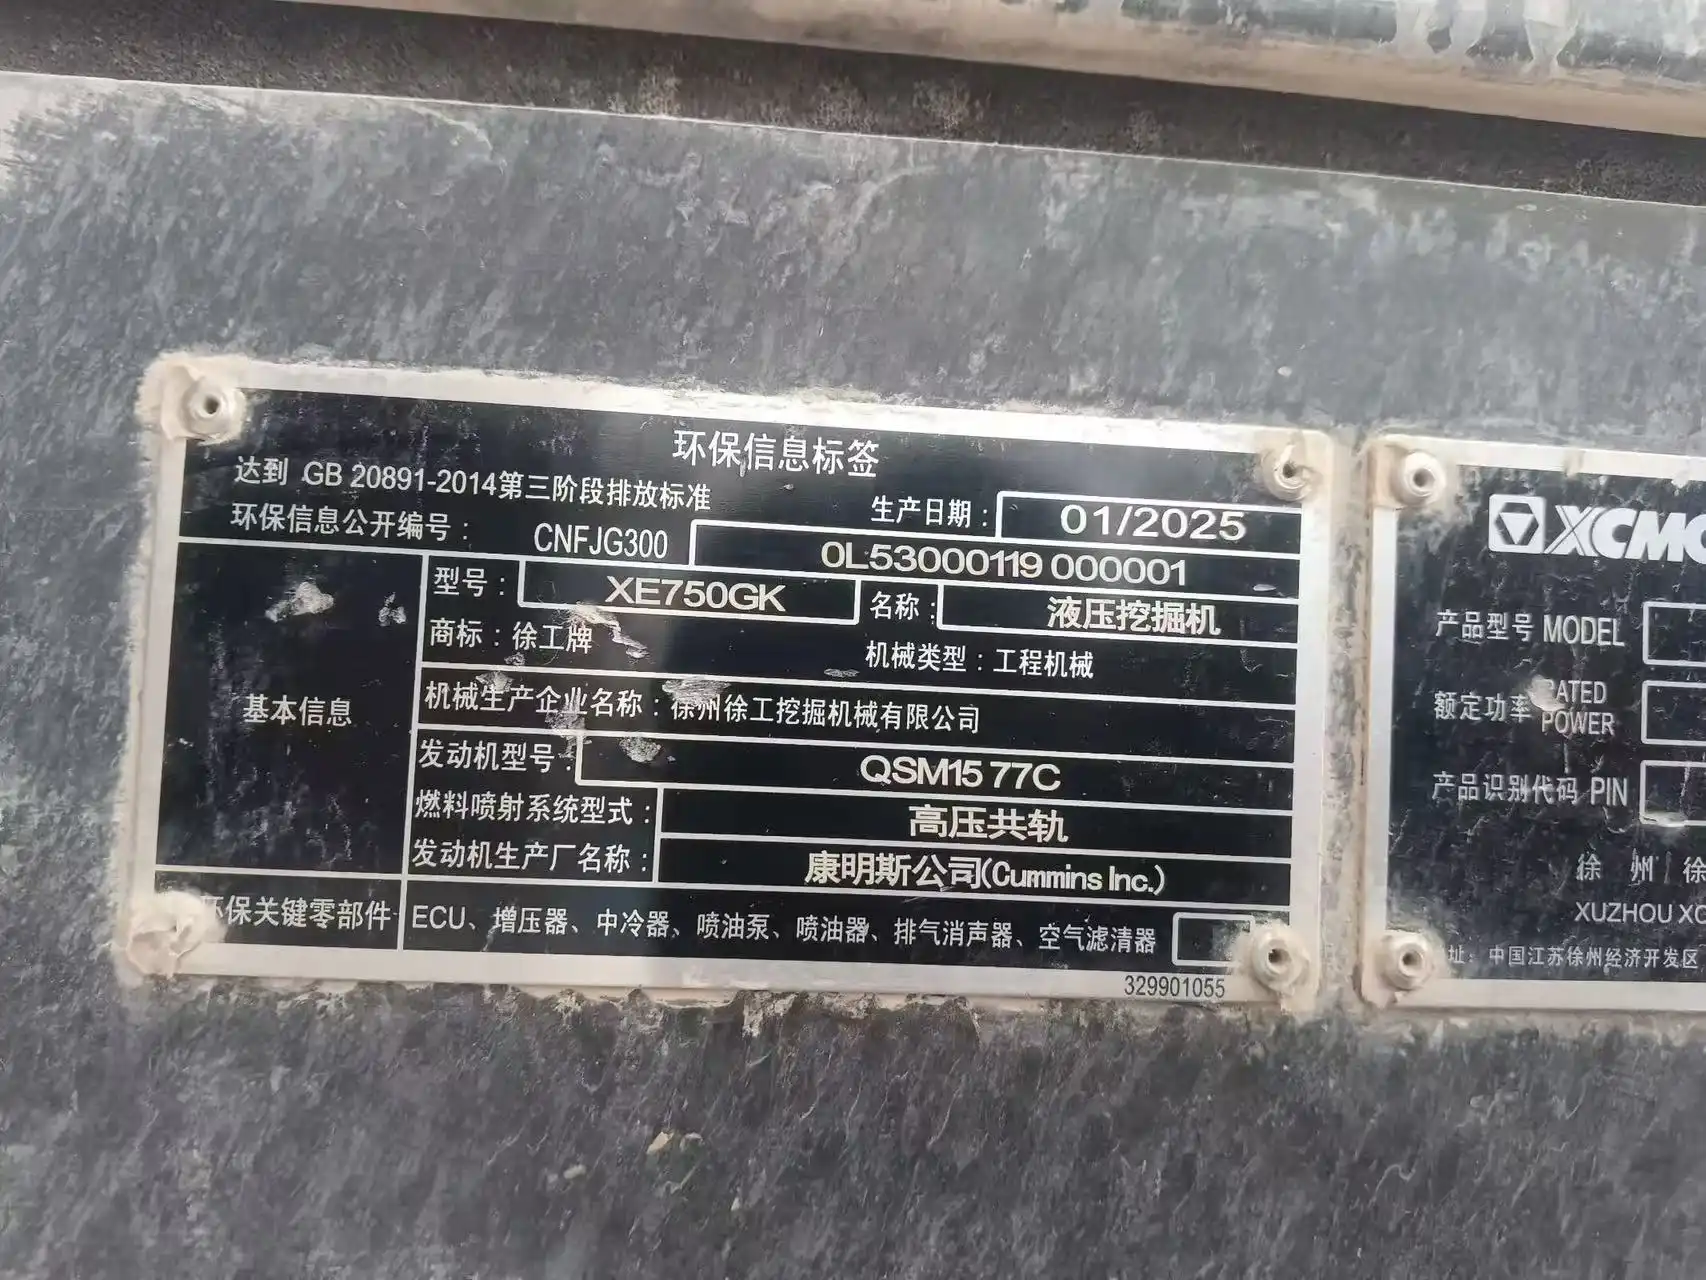 环保信息标签
达到 GB 20891-2014第三阶段排放标准
生产日期： 01/2025
环保信息公开编号： CNFJG300 0L53000119 000001
基本信息
型号： XE750GK 名称： 液压挖掘机
商标：徐工牌 机械类型：工程机械
机械生产企业名称：徐州徐工挖掘机械有限公司
发动机型号： QSM15 77C
燃料喷射系统型式： 高压共轨
发动机生产厂名称： 康明斯公司(Cummins Inc.)
环保关键零部件 ECU、增压器、中冷器、喷油泵、喷油器、排气消声器、空气滤清器
329901055
XCMG
产品型号 MODEL
额定功率 RATED POWER
产品识别代码 PIN
徐 州 徐
XUZHOU XC
址：中国江苏徐州经济开发区